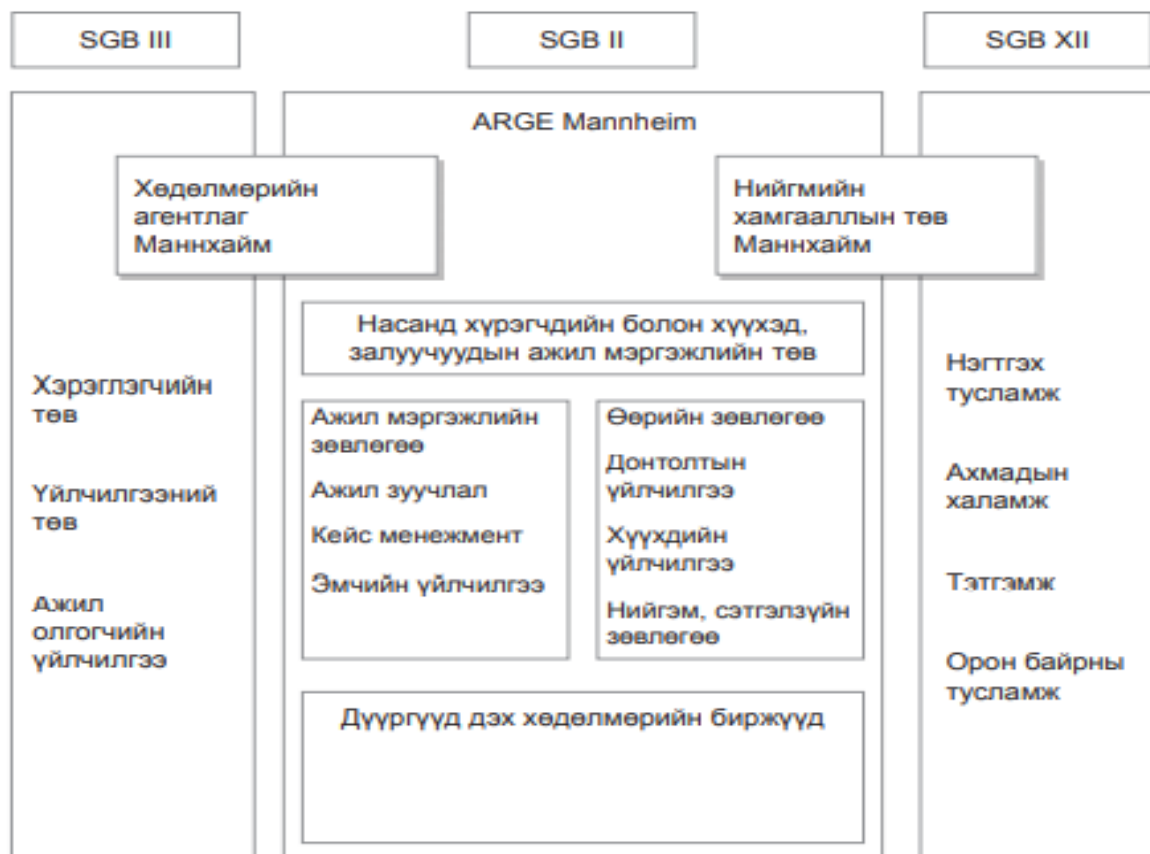 SGB III
SGB II
SGB XII
ARGE Mannheim
Хөдөлмөрийн
агентлаг
Маннхайм
Нийгмийн
хамгааллын төв
Маннхайм
Насанд хүрэгчдийн болон хүүхэд,
залуучуудын ажил мэргэжлийн төв
Хэрэглэгчийн
төв
Үйлчилгээний
төв
Ажил
олгогчийн
үйлчилгээ
Ажил мэргэжлийн
зөвлөгөө
Ажил зуучлал
Кейс менежмент
Эмчийн үйлчилгээ
Өөрийн зөвлөгөө
Донтолтын
үйлчилгээ
Хүүхдийн
үйлчилгээ
Нийгэм, сэтгэлзүйн
зөвлөгөө
Дүүргүүд дэх хөдөлмөрийн биржүүд
Нэгтгэх
тусламж
Ахмадын
халамж
Тэтгэмж
Орон байрны
тусламж